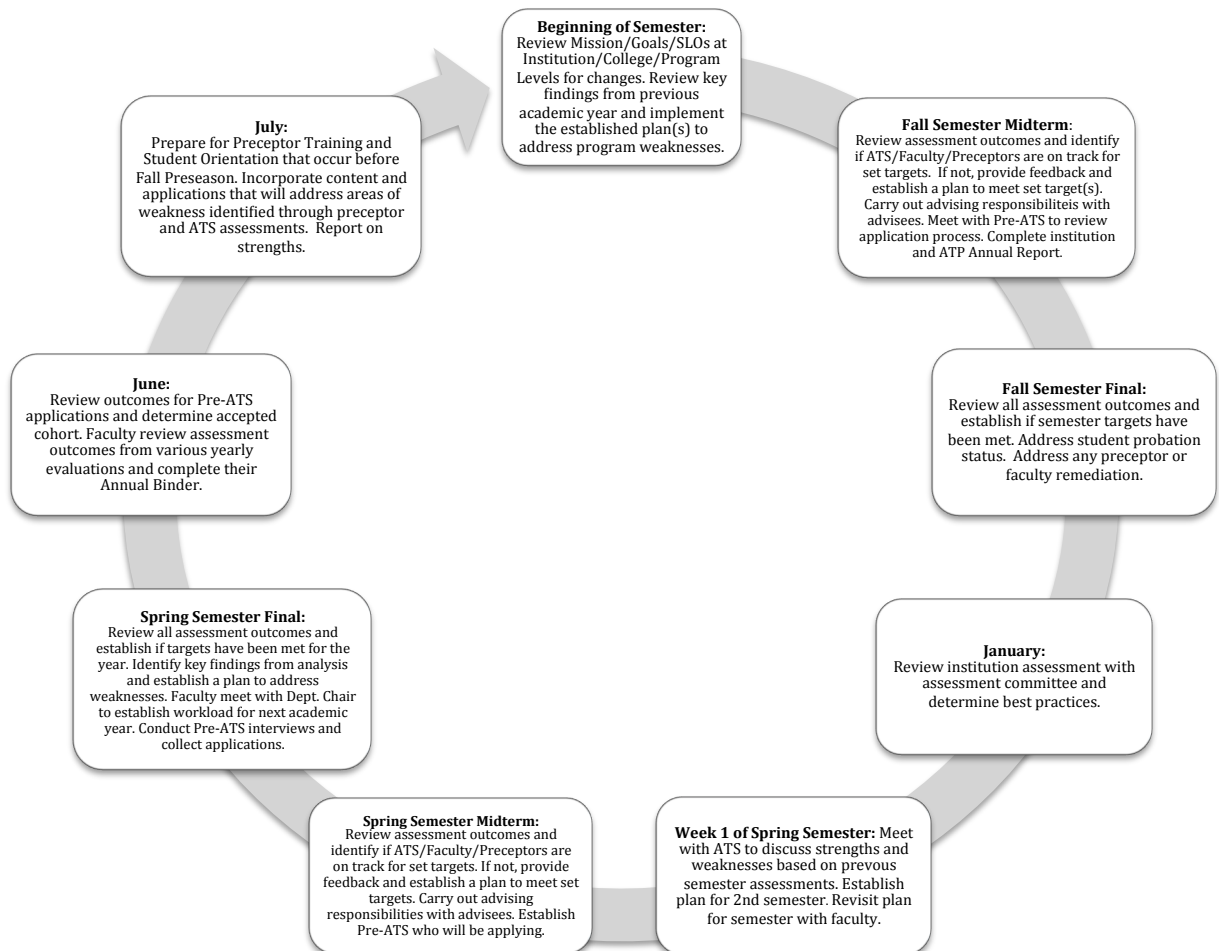 Beginning of Semester:
Review Mission/Goals/SLOs at
Institution/College/Program
Levels for changes. Review key
findings from previous
academic year and implement
the established plan(s) to
address program weaknesses.
Fall Semester Midterm:
Review assessment outcomes and identify
if ATS/Faculty/Preceptors are on track for
set targets.  If not, provide feedback and
establish a plan to meet set target(s).
Carry out advising responsibiliteis with
advisees. Meet with Pre-ATS to review
application process. Complete institution
and ATP Annual Report.
Fall Semester Final:
Review all assessment outcomes and
establish if semester targets have
been met. Address student probation
status.  Address any preceptor or
faculty remediation.
January:
Review institution assessment with
assessment committee and
determine best practices.
Week 1 of Spring Semester: Meet
with ATS to discuss strengths and
weaknesses based on prevous
semester assessments. Establish
plan for 2nd semester. Revisit plan
for semester with faculty.
Spring Semester Midterm:
Review assessment outcomes and
identify if ATS/Faculty/Preceptors are
on track for set targets. If not, provide
feedback and establish a plan to meet set
targets. Carry out advising
responsibilities with advisees. Establish
Pre-ATS who will be applying.
Spring Semester Final:
Review all assessment outcomes and
establish if targets have been met for the
year. Identify key findings from analysis
and establish a plan to address
weaknesses. Faculty meet with Dept. Chair
to establish workload for next academic
year. Conduct Pre-ATS interviews and
collect applications.
June:
Review outcomes for Pre-ATS
applications and determine accepted
cohort. Faculty review assessment
outcomes from various yearly
evaluations and complete their
Annual Binder.
July:
Prepare for Preceptor Training and
Student Orientation that occur before
Fall Preseason. Incorporate content and
applications that will address areas of
weakness identified through preceptor
and ATS assessments.  Report on
strengths.